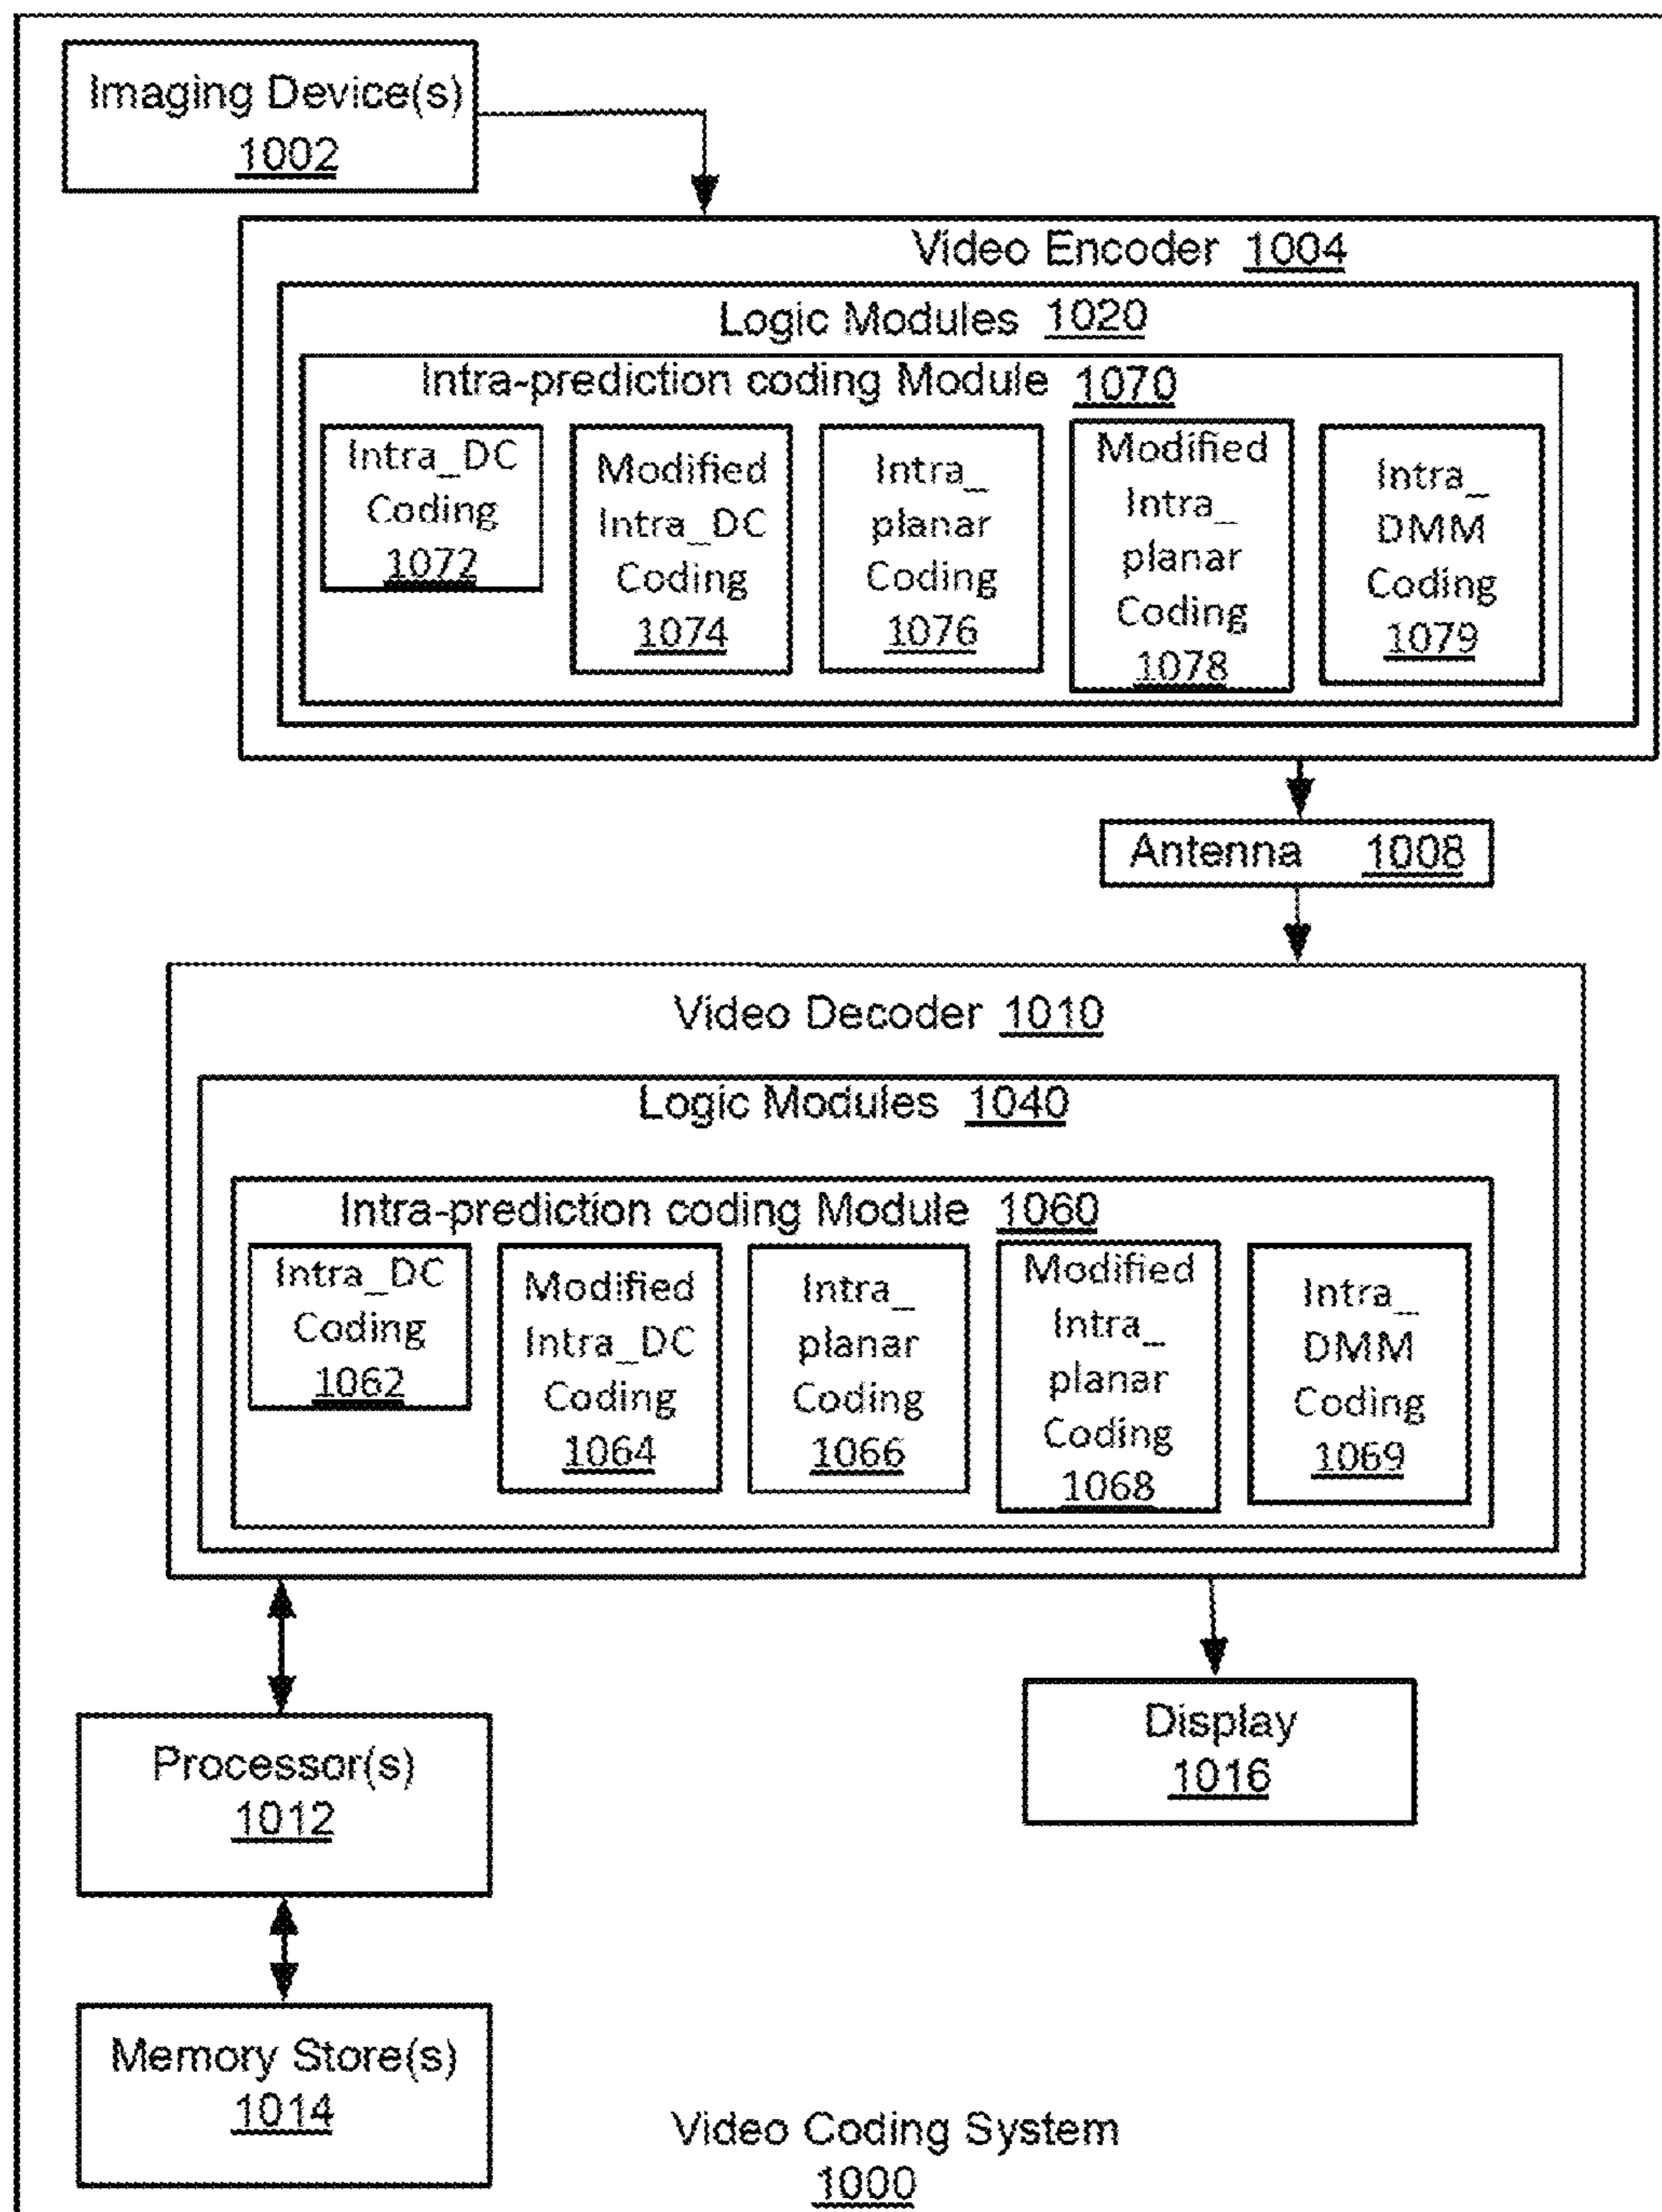 Imaging Device(s)
1002
Video Encoder 1004
Logic Modules 1020
Intra-prediction coding Module 1070
Intra_DC
Coding
1072
Modified
Intra_DC
Coding
1074
Intra_
planar
Coding
1076
Modified
Intra_
planar
Coding
1078
Intra_
DMM
Coding
1079
Antenna 1008
Video Decoder 1010
Logic Modules 1040
Intra-prediction coding Module 1060
Intra_DC
Coding
1062
Modified
Intra_DC
Coding
1064
Intra_
planar
Coding
1066
Modified
Intra_
planar
Coding
1068
Intra_
DMM
Coding
1069
Processor(s)
1012
Display
1016
Memory Store(s)
1014
Video Coding System
1000